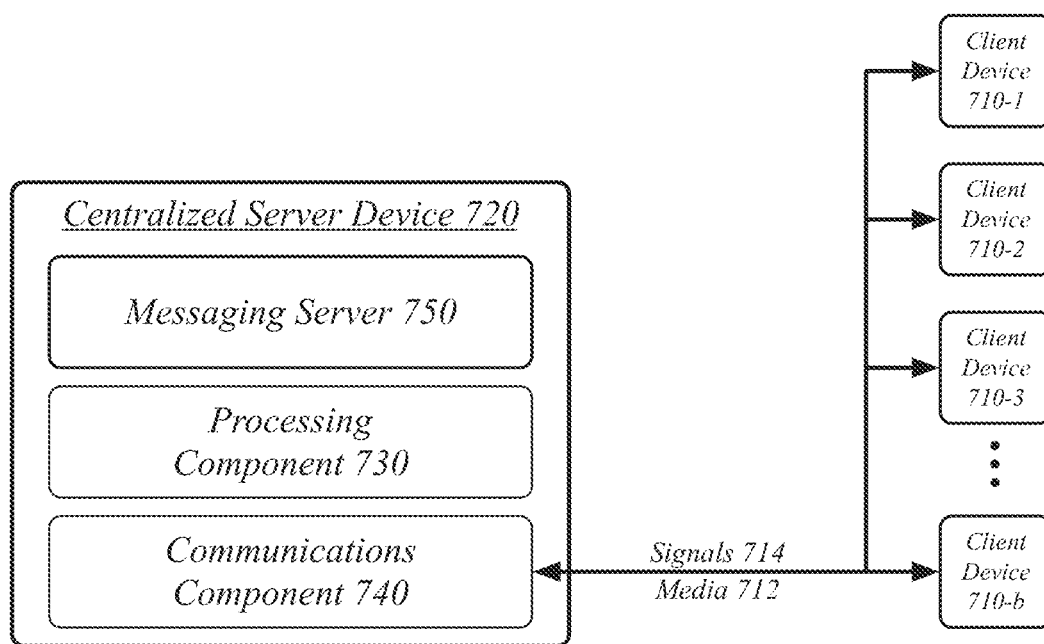 Centralized Server Device 720
Messaging Server 750
Processing
Component 730
Communications
Component 740
Signals 714
Media 712
Client
Device
710-1
Client
Device
710-2
Client
Device
710-3
Client
Device
710-b